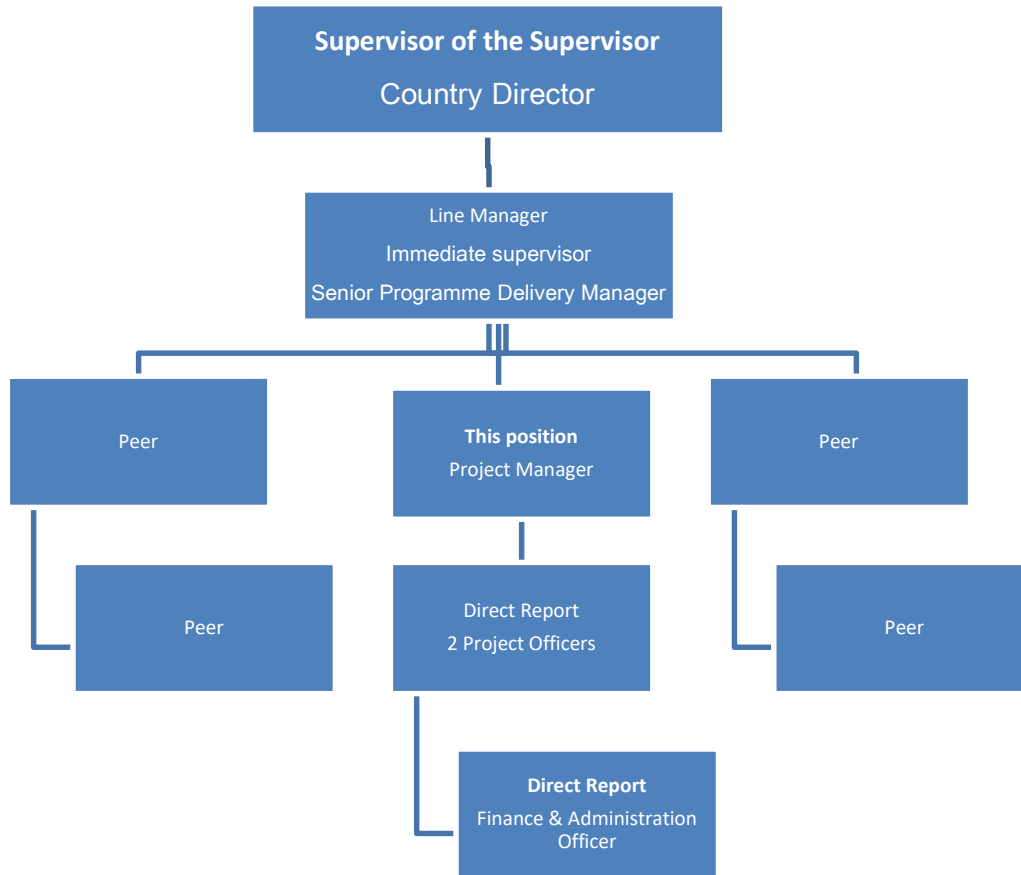 Supervisor of the Supervisor
Country Director
Line Manager
Immediate supervisor
Senior Programme Delivery Manager
Peer
This position
Project Manager
Peer
Peer
Direct Report
2 Project Officers
Peer
Direct Report
Finance & Administration
Officer